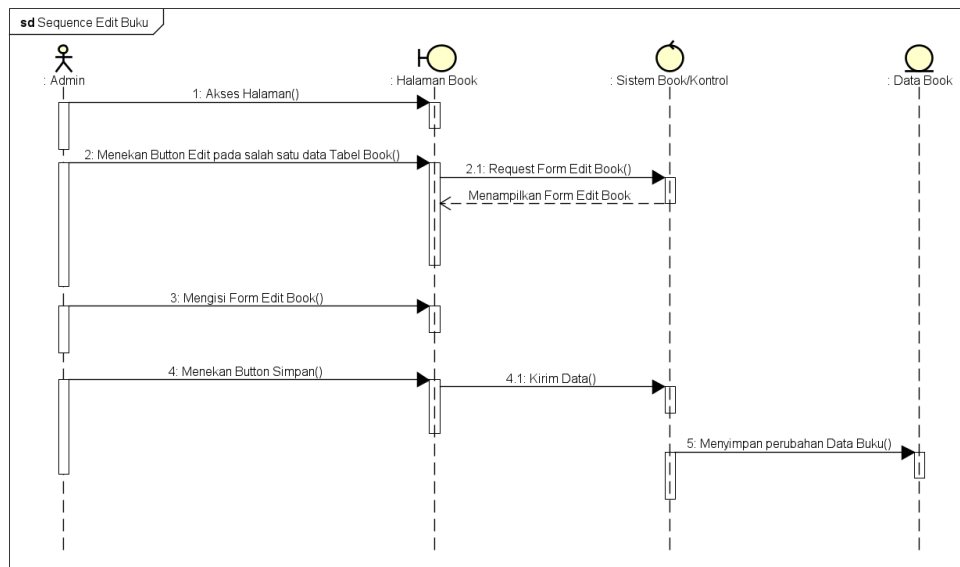 sd Sequence Edit Buku
: Admin
: Halaman Book
: Sistem Book/Kontrol
: Data Book
1: Akses Halaman()
2: Menekan Button Edit pada salah satu data Tabel Book()
2.1: Request Form Edit Book()
Menampilkan Form Edit Book
3: Mengisi Form Edit Book()
4: Menekan Button Simpan()
4.1: Kirim Data()
5: Menyimpan perubahan Data Buku()